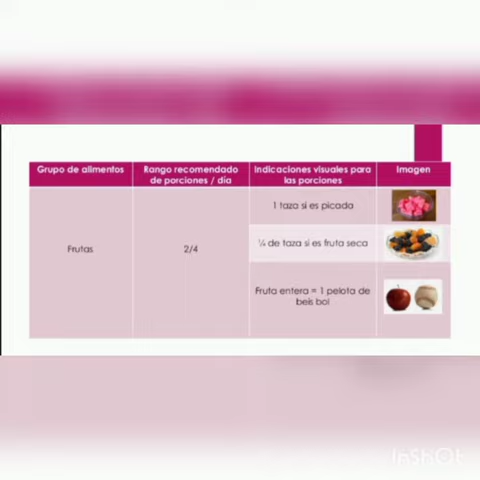 Grupo de alimentos
Rango recomendado
de porciones / día
Indicaciones visuales para
las porciones
Imagen
Frutas
2/4
1 taza si es picada
¼ de taza si es fruta seca
Fruta entera = 1 pelota de
beis bol
INSHOT